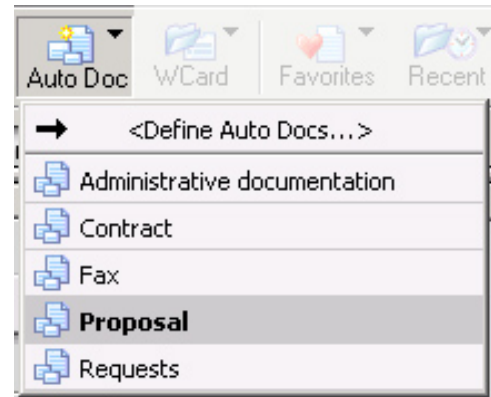 Auto Doc WCard Favorites Recent
<Define Auto Docs...>
Administrative documentation
Contract
Fax
Proposal
Requests